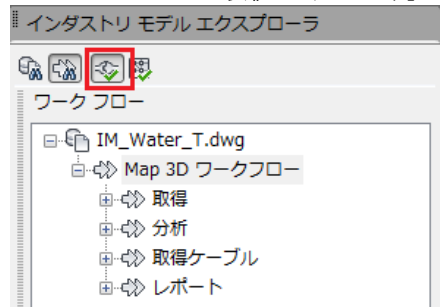 インダストリ モデル エクスプローラ
ワーク フロー
IM_Water_T.dwg
Map 3D ワークフロー
取得
分析
取得ケーブル
レポート